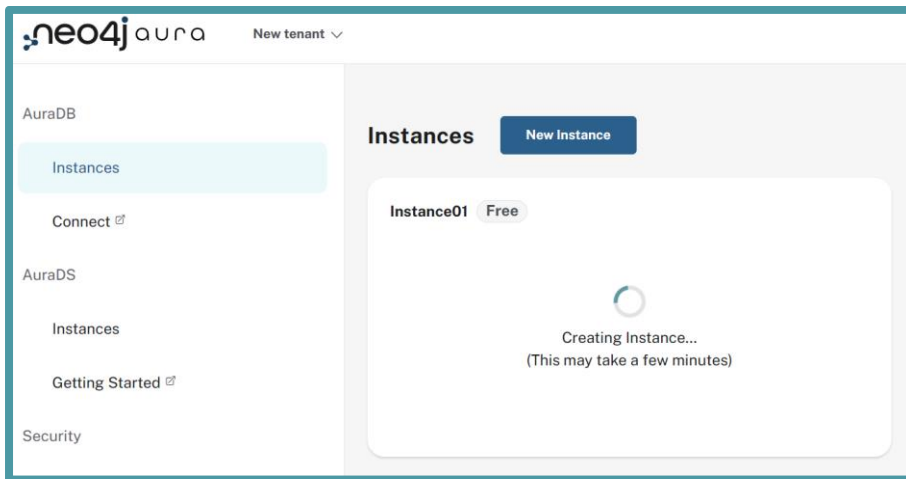 neo4j aura
New tenant
AuraDB
Instances
Connect
AuraDS
Instances
Getting Started
Security
Instances
New Instance
Instance01 Free
Creating Instance...
(This may take a few minutes)